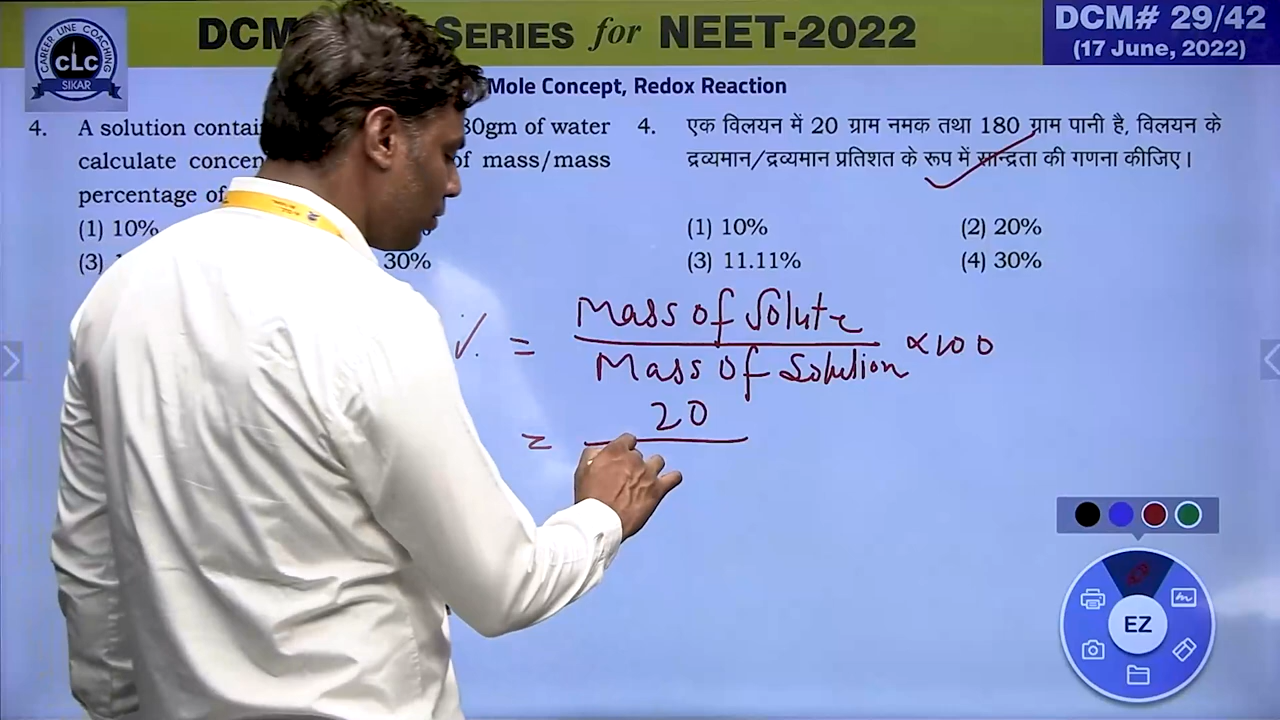 DCM SERIES for NEET-2022
DCM# 29/42
(17 June, 2022)
CAREER LINE COACHING
CLC
SIKAR
Mole Concept, Redox Reaction
4. A solution 80gm of water
calculate of mass/mass
percentage of
(1) 10%
(3) 30%
4. एक विलयन में 20 ग्राम नमक तथा 180 ग्राम पानी है, विलयन के
द्रव्यमान/द्रव्यमान प्रतिशत के रूप में सान्द्रता की गणना कीजिए।
(1) 10% (2) 20%
(3) 11.11% (4) 30%
% = Mass of Solute
Mass of Solution ×100
= 20
EZ